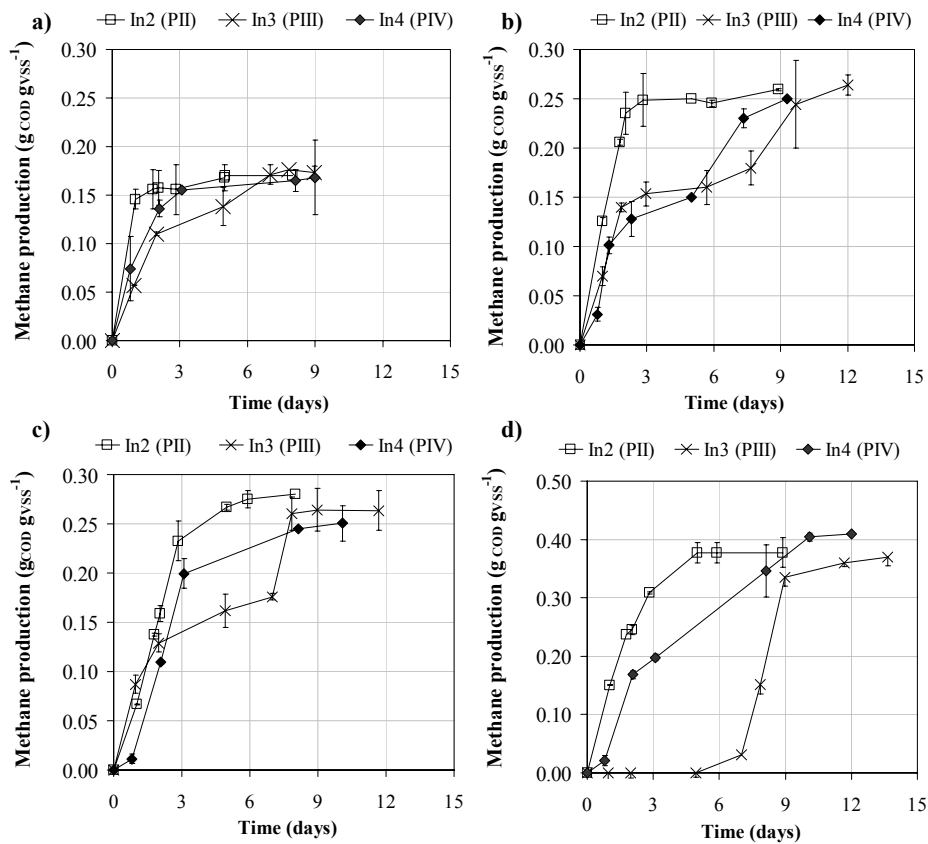 a)
In2 (PII) In3 (PIII) In4 (PIV)
Methane production (gCOD gVSS⁻¹)
0.30
0.25
0.20
0.15
0.10
0.05
0.00
0 3 6 9 12 15
Time (days)
b)
In2 (PII) In3 (PIII) In4 (PIV)
Methane production (gCOD gVSS⁻¹)
0.30
0.25
0.20
0.15
0.10
0.05
0.00
0 3 6 9 12 15
Time (days)
c)
In2 (PII) In3 (PIII) In4 (PIV)
Methane production (gCOD gVSS⁻¹)
0.30
0.25
0.20
0.15
0.10
0.05
0.00
0 3 6 9 12 15
Time (days)
d)
In2 (PII) In3 (PIII) In4 (PIV)
Methane production (gCOD gVSS⁻¹)
0.50
0.40
0.30
0.20
0.10
0.00
0 3 6 9 12 15
Time (days)